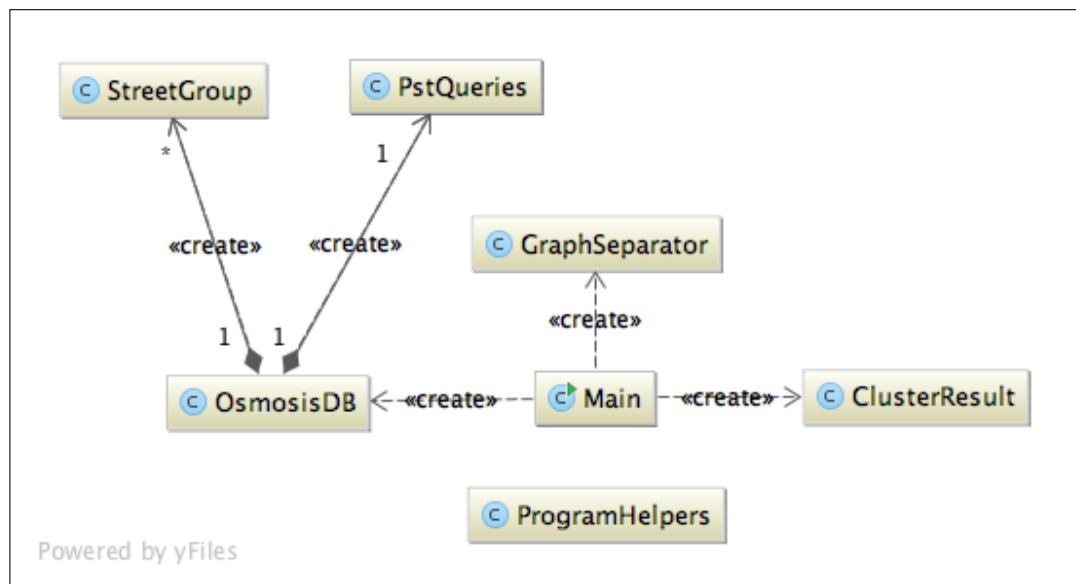 C StreetGroup
C PstQueries
*
1
«create»
«create»
C GraphSeparator
«create»
1
1
C OsmosisDB
«create»
C Main
«create»
C ClusterResult
C ProgramHelpers
Powered by yFiles